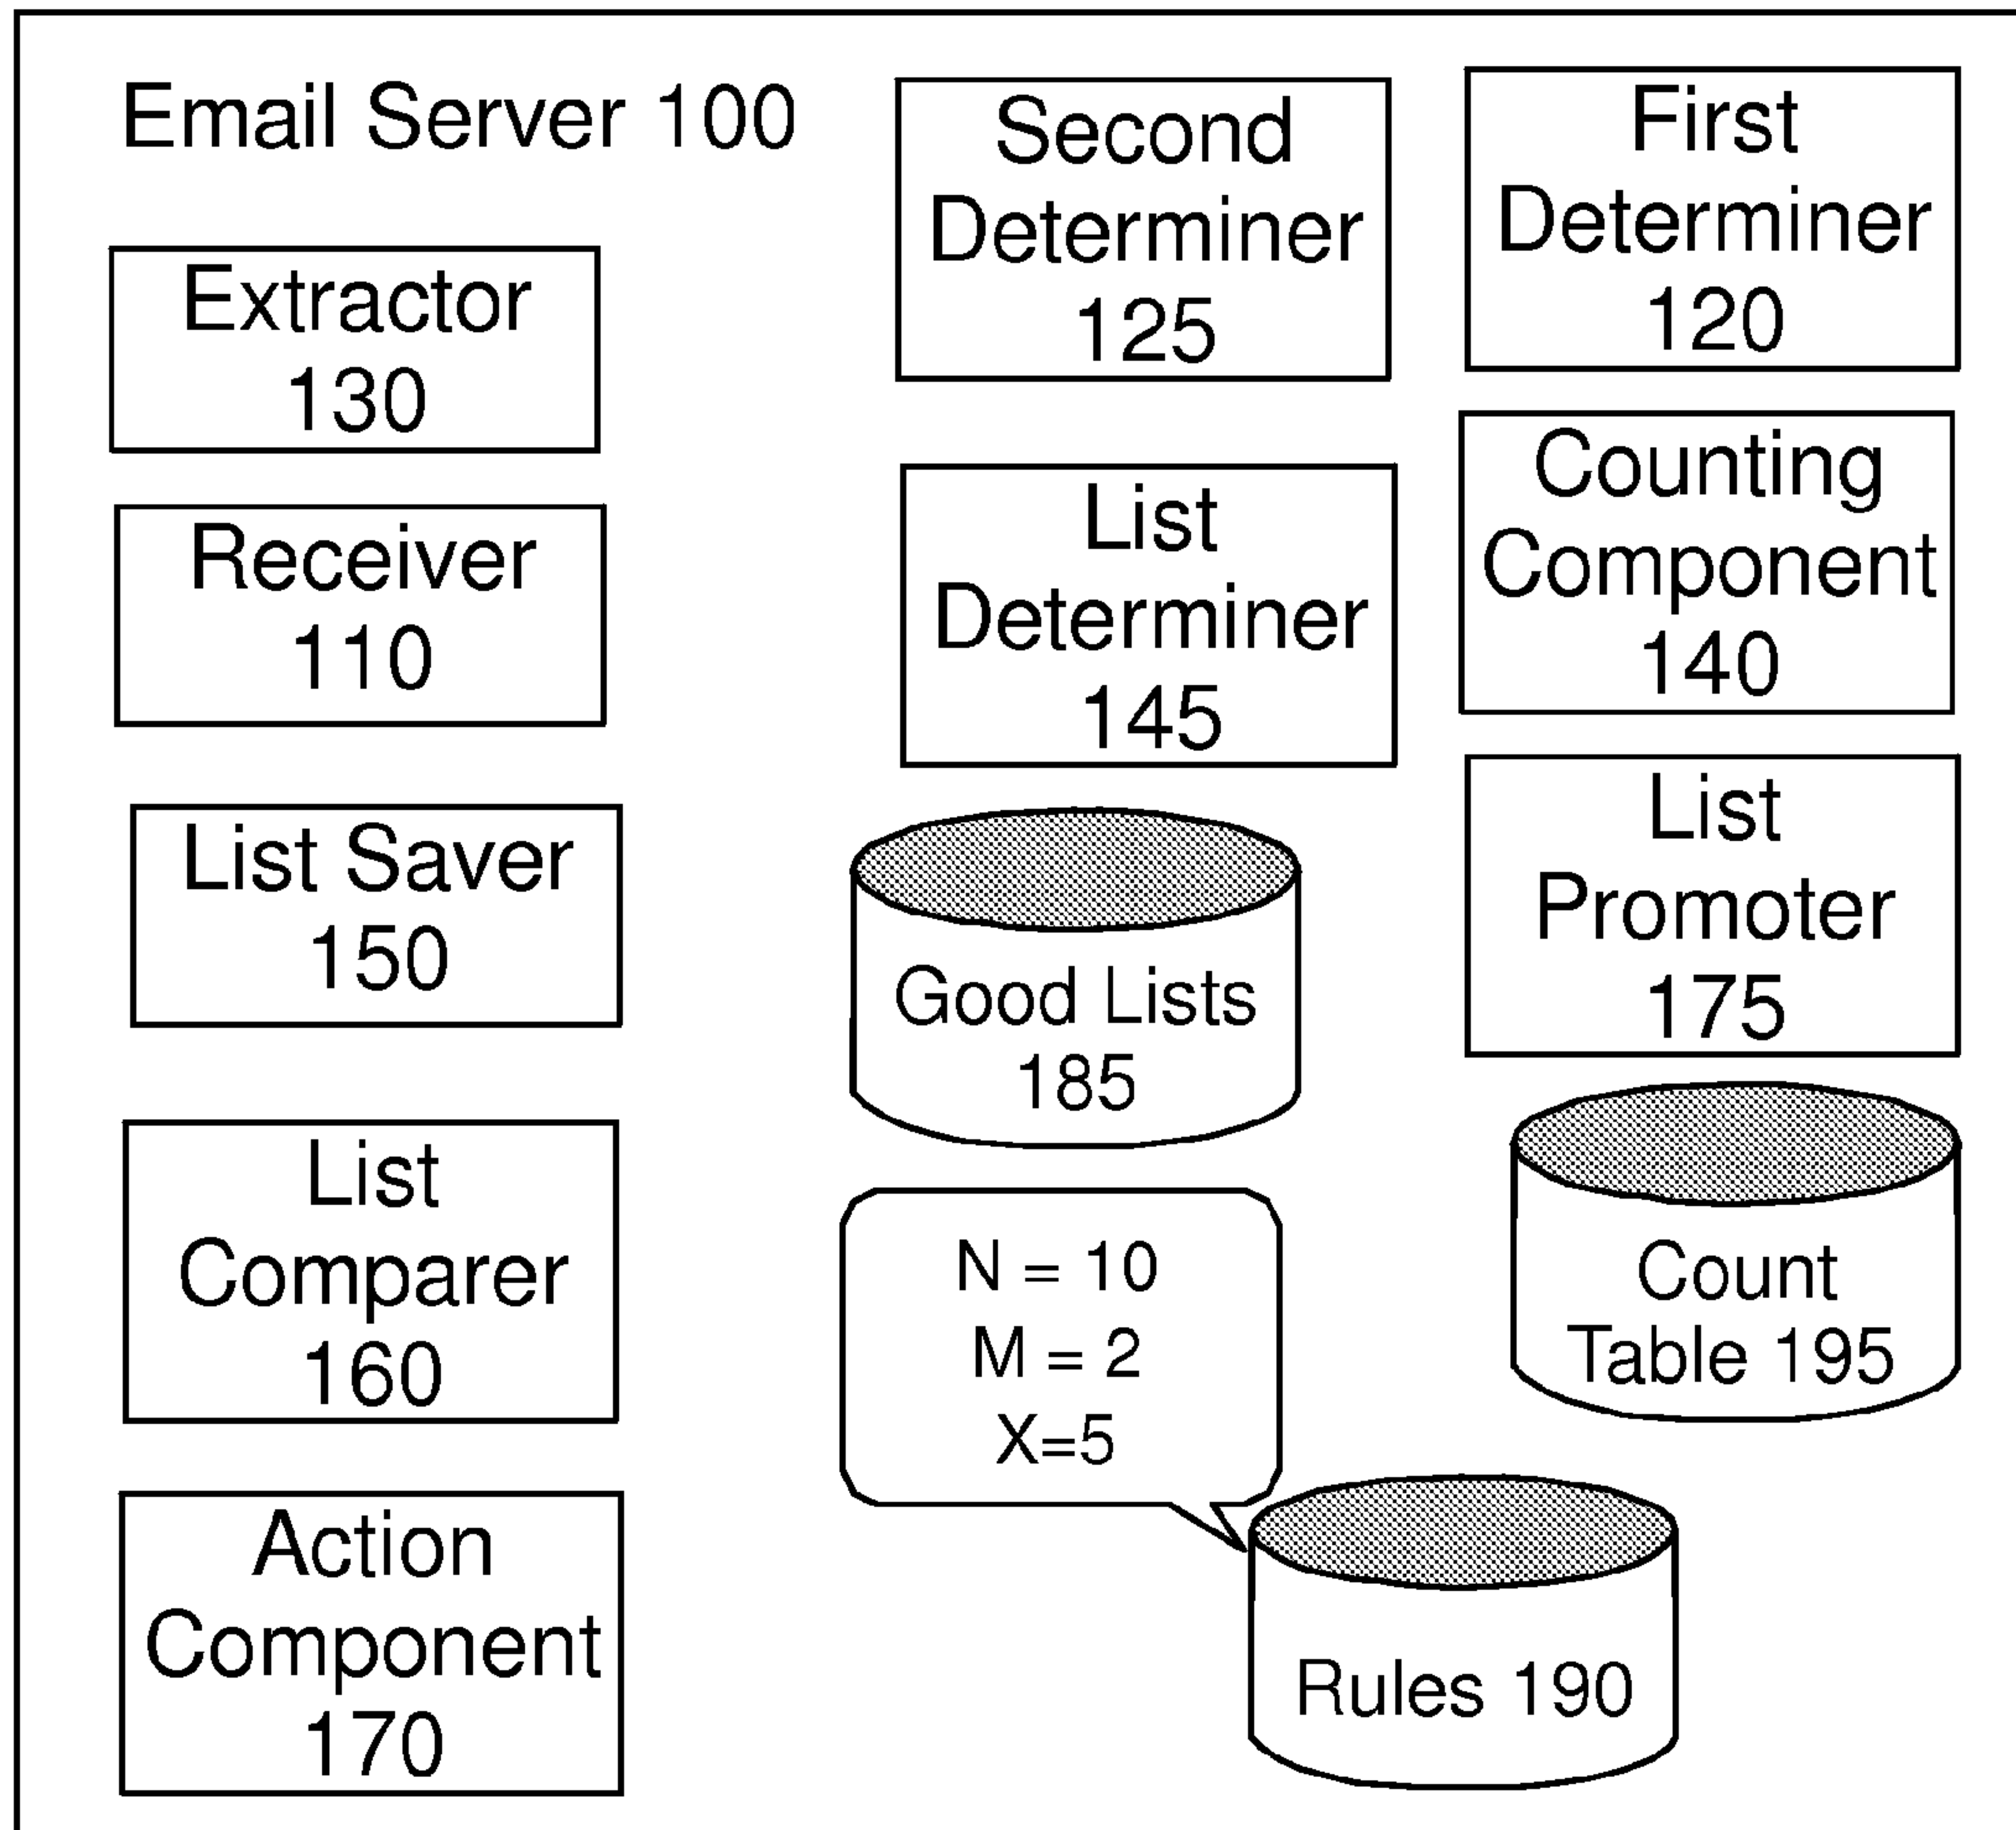 Email Server 100
Extractor
130
Receiver
110
List Saver
150
List
Comparer
160
Action
Component
170
Second
Determiner
125
List
Determiner
145
Good Lists
185
N = 10
M = 2
X=5
Rules 190
First
Determiner
120
Counting
Component
140
List
Promoter
175
Count
Table 195